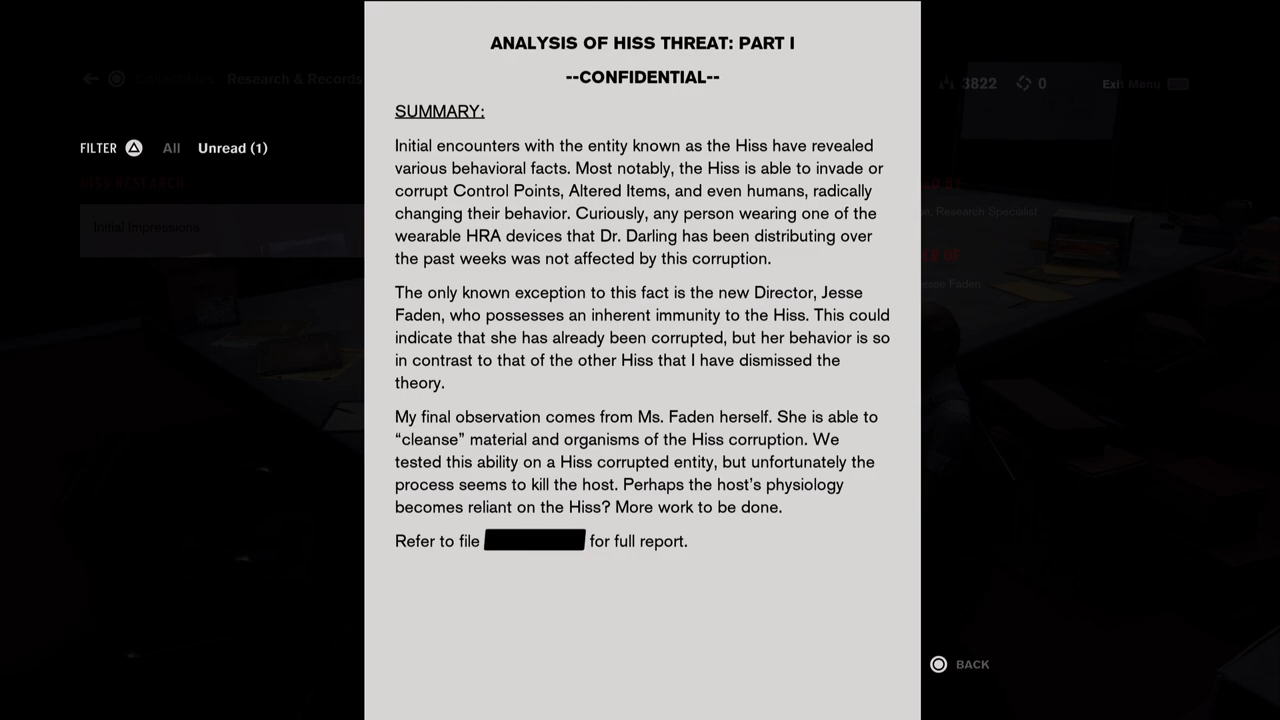 ANALYSIS OF HISS THREAT: PART I
--CONFIDENTIAL--
Collectibles Research & Records
3822 0 Exit Menu
SUMMARY:
Initial encounters with the entity known as the Hiss have revealed
various behavioral facts. Most notably, the Hiss is able to invade or
corrupt Control Points, Altered Items, and even humans, radically
changing their behavior. Curiously, any person wearing one of the
wearable HRA devices that Dr. Darling has been distributing over
the past weeks was not affected by this corruption.
The only known exception to this fact is the new Director, Jesse
Faden, who possesses an inherent immunity to the Hiss. This could
indicate that she has already been corrupted, but her behavior is so
in contrast to that of the other Hiss that I have dismissed the
theory.
My final observation comes from Ms. Faden herself. She is able to
“cleanse” material and organisms of the Hiss corruption. We
tested this ability on a Hiss corrupted entity, but unfortunately the
process seems to kill the host. Perhaps the host’s physiology
becomes reliant on the Hiss? More work to be done.
Refer to file for full report.
FILTER All Unread (1)
HISS RESEARCH
Initial Impressions
Research Specialist
Faden
BACK